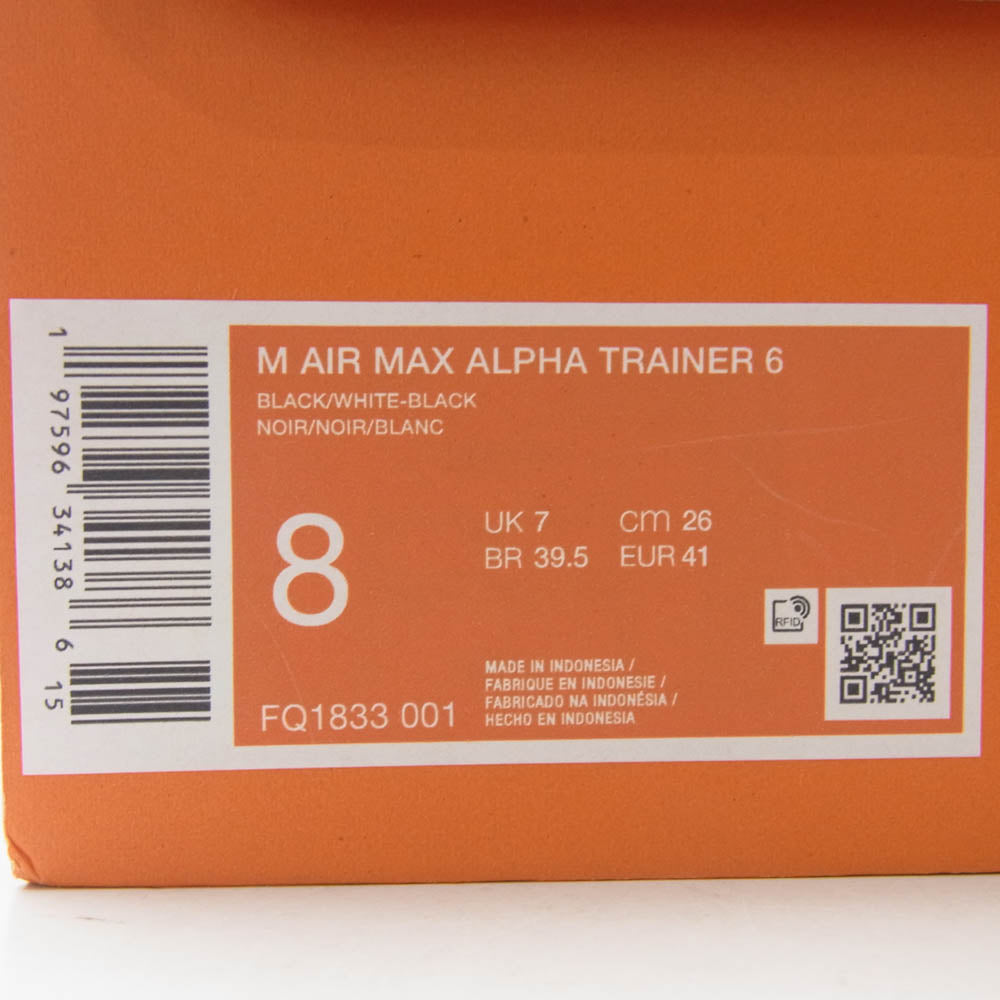 M AIR MAX ALPHA TRAINER 6
BLACK/WHITE-BLACK
NOIR/NOIR/BLANC
8
UK 7 cm 26
BR 39.5 EUR 41
RFID
MADE IN INDONESIA /
FABRIQUE EN INDONESIE /
FABRICADO NA INDONÉSIA /
HECHO EN INDONESIA
FQ1833 001
1 97596 34138 6 15